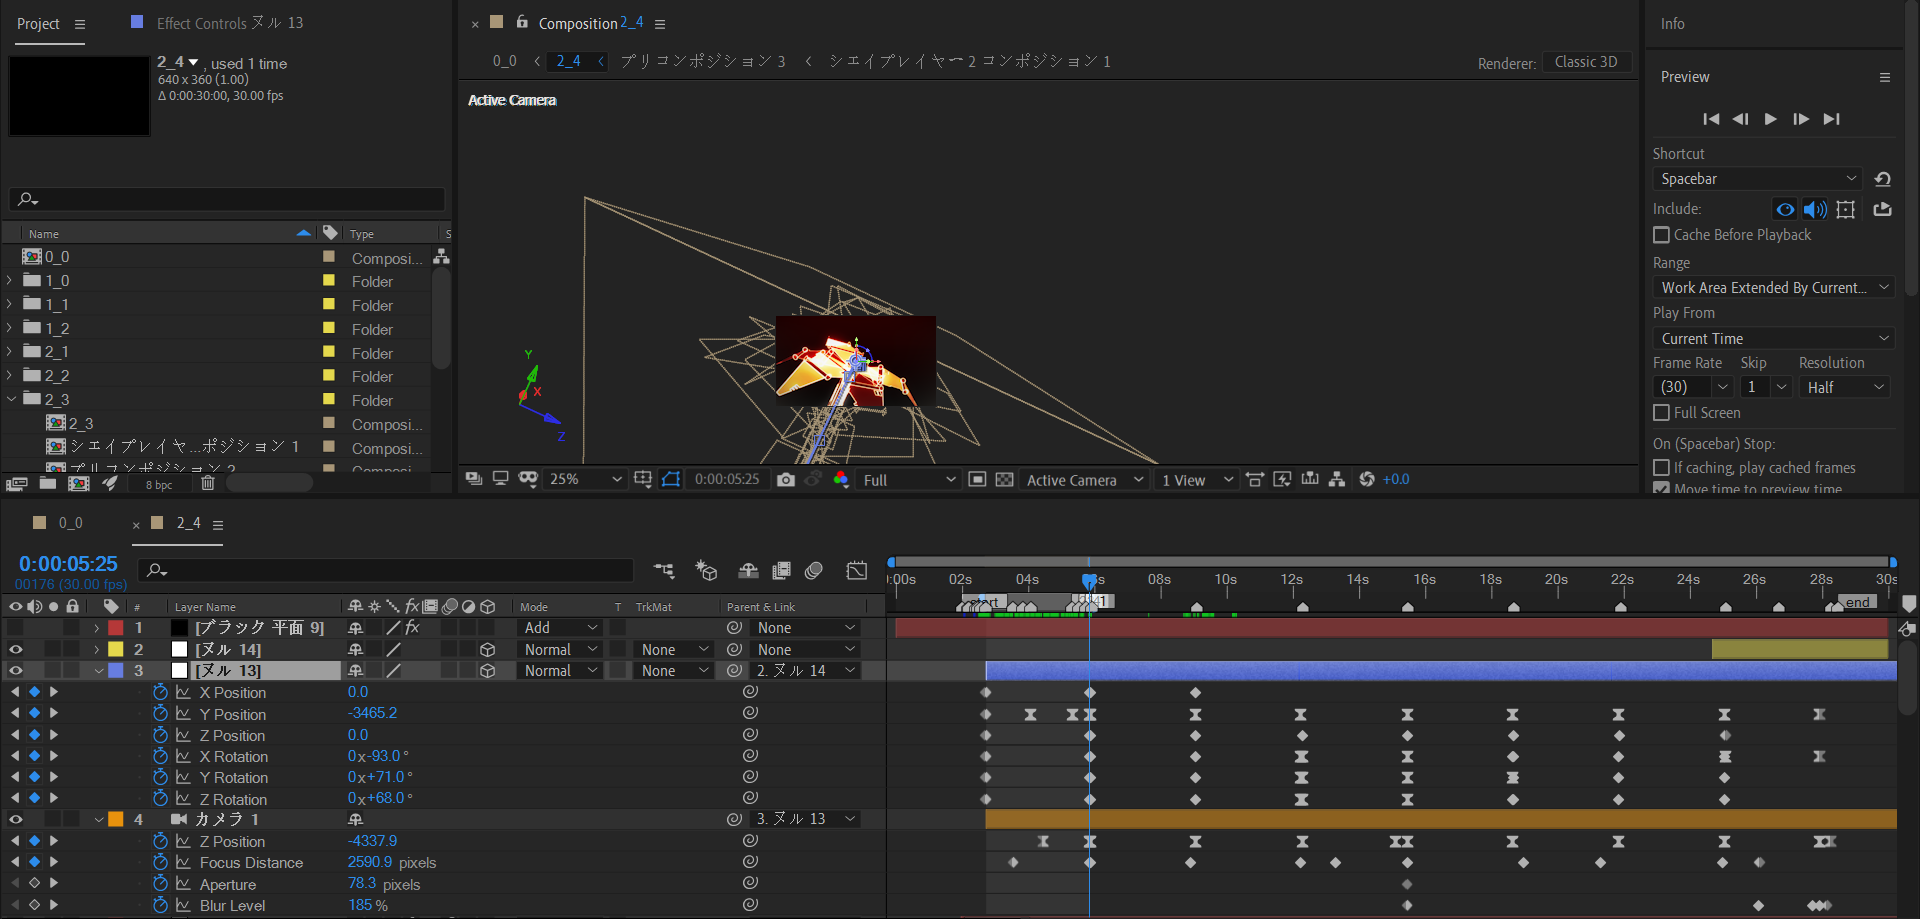 Project
Effect Controls ヌル 13
2_4 , used 1 time
640 x 360 (1.00)
Δ 0:00:30:00, 30.00 fps
Name
Type
S
0_0
Composi...
1_0
Folder
1_1
Folder
1_2
Folder
2_1
Folder
2_2
Folder
2_3
Folder
2_3
Composi...
シエイプレイヤ...ポジション 1
Composi...
プリコンポジション 2
Composi...
8 bpc
Composition 2_4
0_0
2_4
プリコンポジション 3
シエイプレイヤー 2 コンポジション 1
Renderer:
Classic 3D
Active Camera
Y
X
Z
25%
0:00:05:25
Full
Active Camera
1 View
+0.0
Info
Preview
Shortcut
Spacebar
Include:
Cache Before Playback
Range
Work Area Extended By Current...
Play From
Current Time
Frame Rate
Skip
Resolution
(30)
1
Half
Full Screen
On (Spacebar) Stop:
If caching, play cached frames
Move time to preview time
0_0
2_4
0:00:05:25
00176 (30.00 fps)
#
Layer Name
fx
Mode
T
TrkMat
Parent & Link
:00s
02s
04s
08s
10s
12s
14s
16s
18s
20s
22s
24s
26s
28s
30s
end
1
[ブラック 平面 9]
fx
Add
None
2
[ヌル 14]
Normal
None
None
3
[ヌル 13]
Normal
None
2. ヌル 14
X Position
0.0
Y Position
-3465.2
Z Position
0.0
X Rotation
0x-93.0°
Y Rotation
0x+71.0°
Z Rotation
0x+68.0°
4
カメラ 1
3. ヌル 13
Z Position
-4337.9
Focus Distance
2590.9 pixels
Aperture
78.3 pixels
Blur Level
185 %